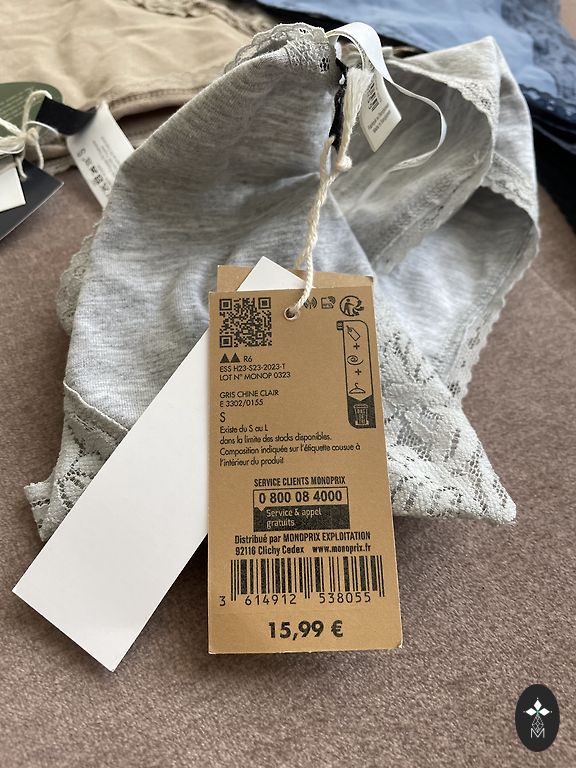 R6
ESS H23-S23-2023-T
LOT N° MONOP 0323
GRIS CHINE CLAIR
E 3302/0155
S
Existe du S au L
dans la limite des stocks disponibles.
Composition indiquée sur l'étiquette cousue à
l'intérieur du produit
SERVICE CLIENTS MONOPRIX
0 800 08 4000
Service & appel
gratuits
Distribué par MONOPRIX EXPLOITATION
92116 Clichy Cedex www.monoprix.fr
3 614912 538055
15,99 €
M